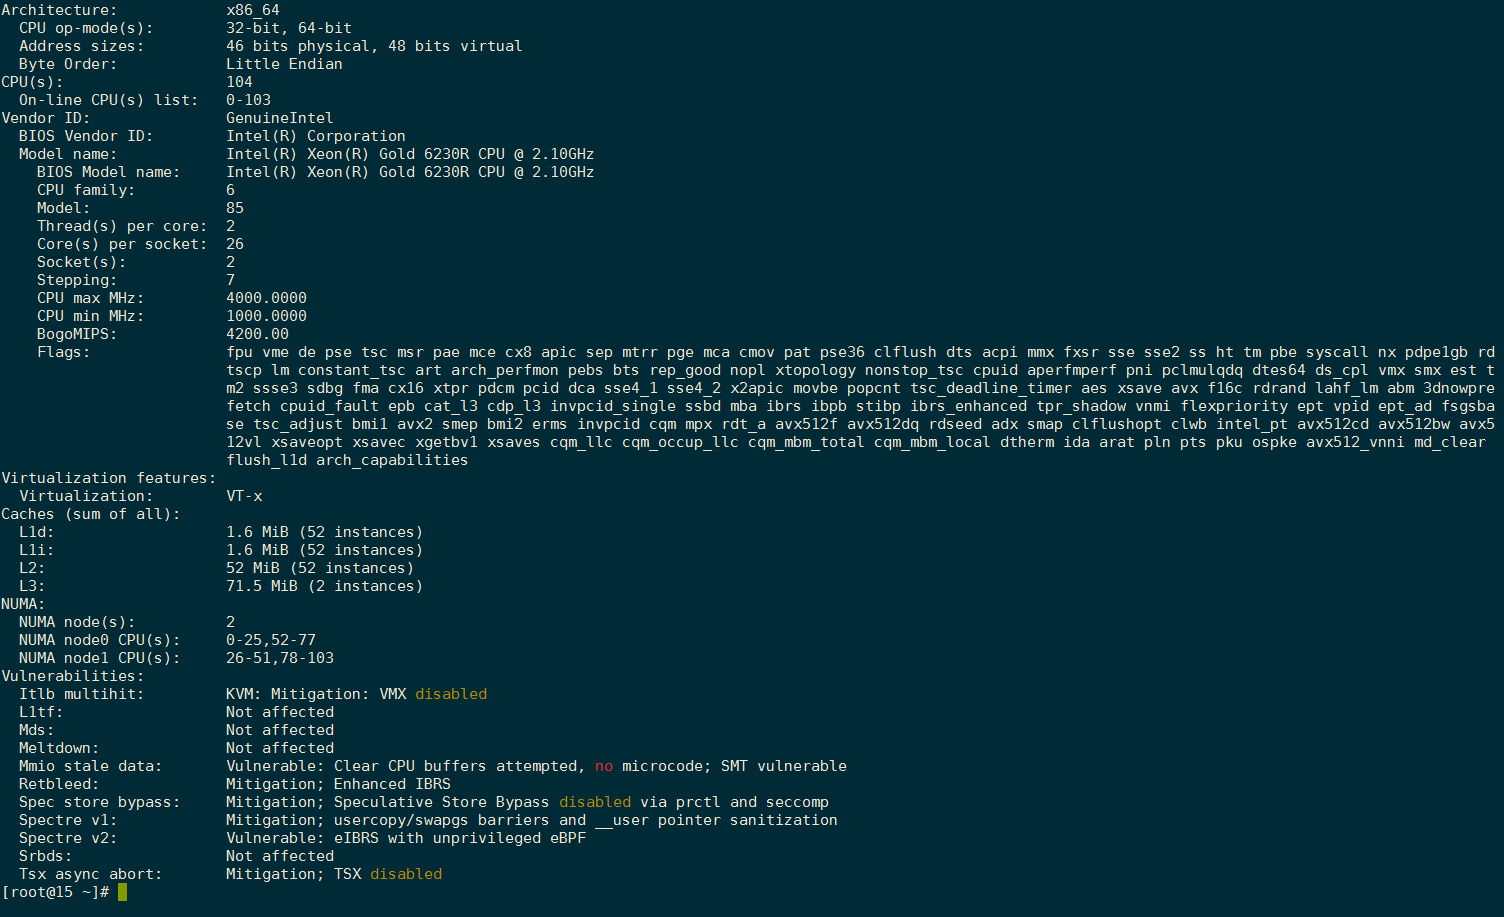 Architecture: x86_64
CPU op-mode(s): 32-bit, 64-bit
Address sizes: 46 bits physical, 48 bits virtual
Byte Order: Little Endian
CPU(s): 104
On-line CPU(s) list: 0-103
Vendor ID: GenuineIntel
BIOS Vendor ID: Intel(R) Corporation
Model name: Intel(R) Xeon(R) Gold 6230R CPU @ 2.10GHz
BIOS Model name: Intel(R) Xeon(R) Gold 6230R CPU @ 2.10GHz
CPU family: 6
Model: 85
Thread(s) per core: 2
Core(s) per socket: 26
Socket(s): 2
Stepping: 7
CPU max MHz: 4000.0000
CPU min MHz: 1000.0000
BogoMIPS: 4200.00
Flags: fpu vme de pse tsc msr pae mce cx8 apic sep mtrr pge mca cmov pat pse36 clflush dts acpi mmx fxsr sse sse2 ss ht tm pbe syscall nx pdpe1gb rd
tscp lm constant_tsc art arch_perfmon pebs bts rep_good nopl xtopology nonstop_tsc cpuid aperfmperf pni pclmulqdq dtes64 ds_cpl vmx smx est t
m2 ssse3 sdbg fma cx16 xtpr pdcm pcid dca sse4_1 sse4_2 x2apic movbe popcnt tsc_deadline_timer aes xsave avx f16c rdrand lahf_lm abm 3dnowpre
fetch cpuid_fault epb cat_l3 cdp_l3 invpcid_single ssbd mba ibrs ibpb stibp ibrs_enhanced tpr_shadow vnmi flexpriority ept vpid ept_ad fsgsba
se tsc_adjust bmi1 avx2 smep bmi2 erms invpcid cqm mpx rdt_a avx512f avx512dq rdseed adx smap clflushopt clwb intel_pt avx512cd avx512bw avx5
12vl xsaveopt xsavec xgetbv1 xsaves cqm_llc cqm_occup_llc cqm_mbm_total cqm_mbm_local dtherm ida arat pln pts pku ospke avx512_vnni md_clear
flush_l1d arch_capabilities
Virtualization features:
Virtualization: VT-x
Caches (sum of all):
L1d: 1.6 MiB (52 instances)
L1i: 1.6 MiB (52 instances)
L2: 52 MiB (52 instances)
L3: 71.5 MiB (2 instances)
NUMA:
NUMA node(s): 2
NUMA node0 CPU(s): 0-25,52-77
NUMA node1 CPU(s): 26-51,78-103
Vulnerabilities:
Itlb multihit: KVM: Mitigation: VMX disabled
L1tf: Not affected
Mds: Not affected
Meltdown: Not affected
Mmio stale data: Vulnerable: Clear CPU buffers attempted, no microcode; SMT vulnerable
Retbleed: Mitigation; Enhanced IBRS
Spec store bypass: Mitigation; Speculative Store Bypass disabled via prctl and seccomp
Spectre v1: Mitigation; usercopy/swapgs barriers and __user pointer sanitization
Spectre v2: Vulnerable: eIBRS with unprivileged eBPF
Srbds: Not affected
Tsx async abort: Mitigation; TSX disabled
[root@15 ~]#